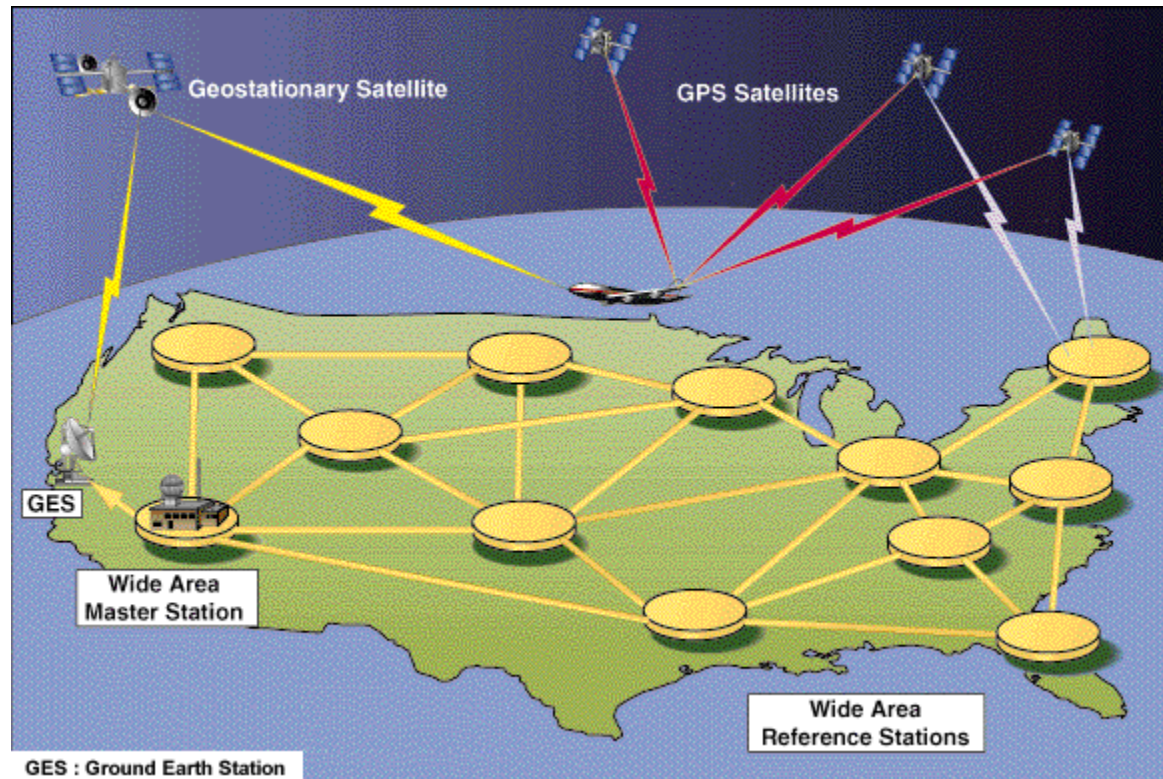 Geostationary Satellite
GPS Satellites
GES
Wide Area
Master Station
Wide Area
Reference Stations
GES : Ground Earth Station